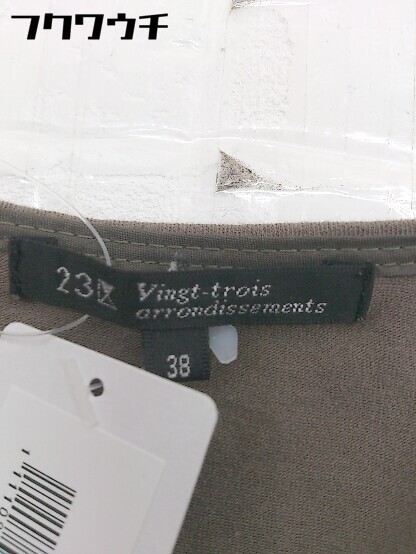 フクワウチ
23区
Vingt-trois
arrondissements
38